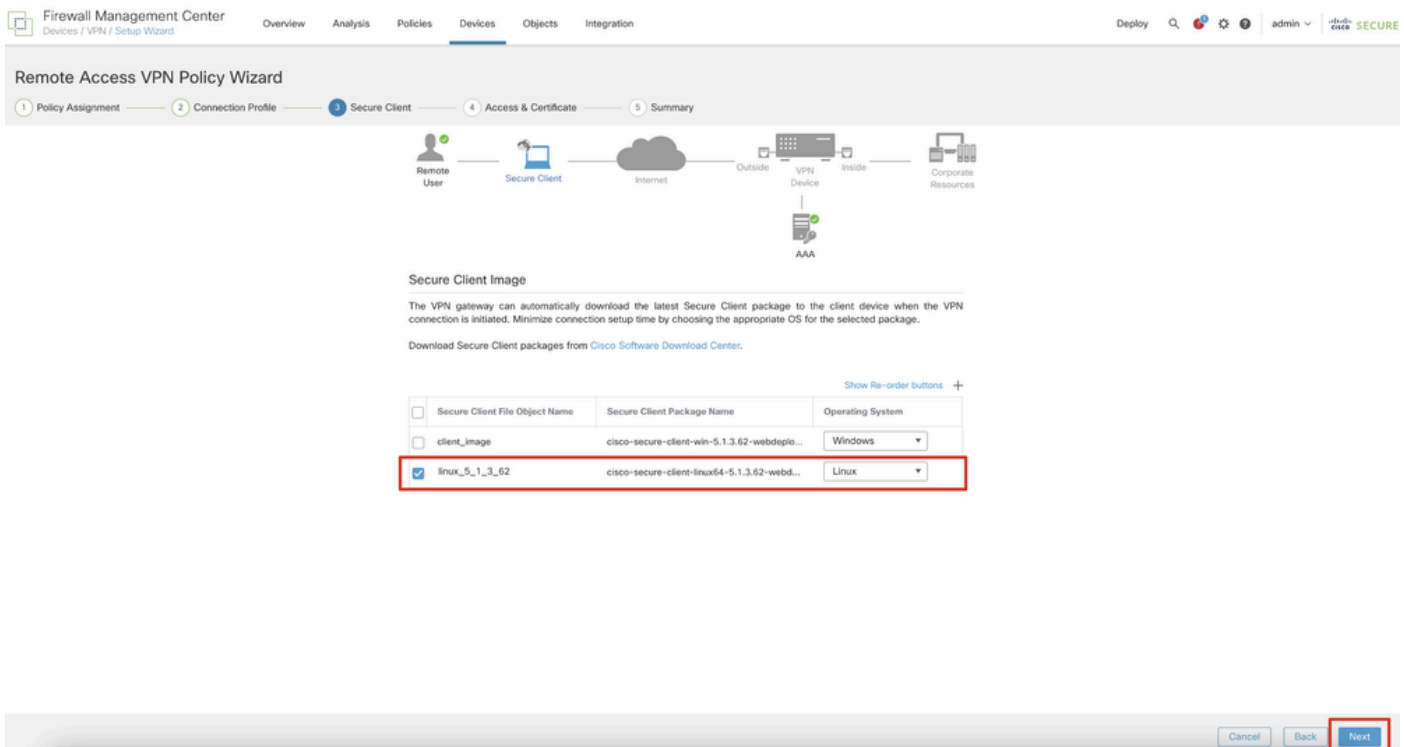 Firewall Management Center
Devices / VPN / Setup Wizard
Overview Analysis Policies Devices Objects Integration
Deploy admin cisco SECURE
Remote Access VPN Policy Wizard
1 Policy Assignment 2 Connection Profile 3 Secure Client 4 Access & Certificate 5 Summary
Remote User
Secure Client
Internet
Outside
VPN Device
Inside
Corporate Resources
AAA
Secure Client Image
The VPN gateway can automatically download the latest Secure Client package to the client device when the VPN
connection is initiated. Minimize connection setup time by choosing the appropriate OS for the selected package.
Download Secure Client packages from Cisco Software Download Center.
Show Re-order buttons +
Secure Client File Object Name Secure Client Package Name Operating System
client_image cisco-secure-client-win-5.1.3.62-webdeplo... Windows
linux_5_1_3_62 cisco-secure-client-linux64-5.1.3.62-webd... Linux
Cancel Back Next